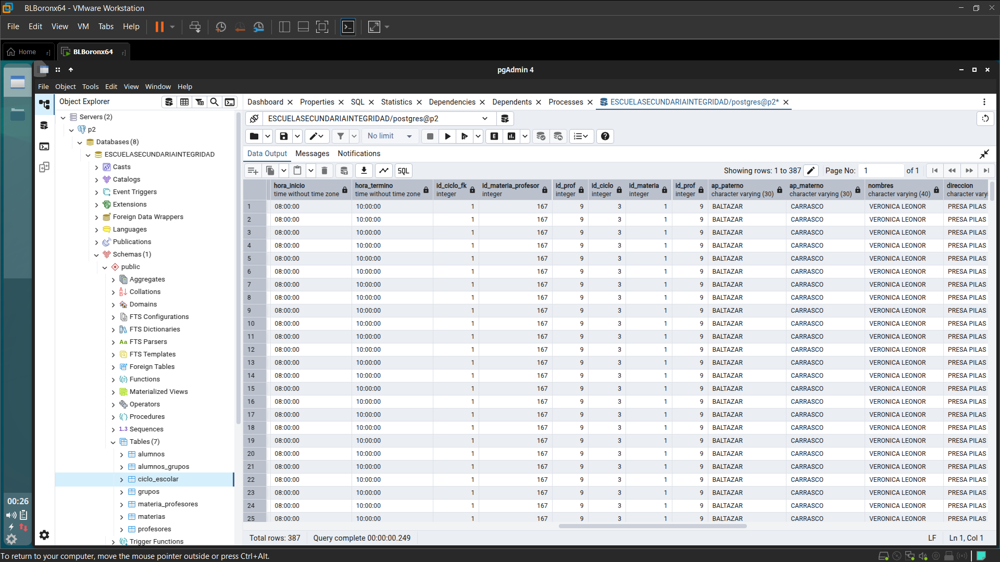 BLBoronx64 - VMware Workstation
File Edit View VM Tabs Help
Home
BLBoronx64
pgAdmin 4
File Object Tools Edit View Window Help
Object Explorer
Dashboard Properties SQL Statistics Dependencies Dependents Processes ESCUELASECUNDARIAINTEGRIDAD/postgres@p2*
Servers (2)
p2
Databases (8)
ESCUELASECUNDARIAINTEGRIDAD
Casts
Catalogs
Event Triggers
Extensions
Foreign Data Wrappers
Languages
Publications
Schemas (1)
public
Aggregates
Collations
Domains
FTS Configurations
FTS Dictionaries
Aa FTS Parsers
FTS Templates
Foreign Tables
Functions
Materialized Views
Operators
Procedures
1..3 Sequences
Tables (7)
alumnos
alumnos_grupos
ciclo_escolar
grupos
materia_profesores
materias
profesores
Trigger Functions
00:26
ESCUELASECUNDARIAINTEGRIDAD/postgres@p2
No limit
E
Data Output Messages Notifications
SQL
Showing rows: 1 to 387 Page No: 1 of 1
hora_inicio hora_termino id_ciclo_fk id_materia_profesor id_prof id_ciclo id_materia id_prof ap_paterno ap_materno nombres direccion
time without time zone time without time zone integer integer integer integer integer integer character varying (30) character varying (30) character varying (40) character varyi
1 08:00:00 10:00:00 1 167 9 3 1 9 BALTAZAR CARRASCO VERONICA LEONOR PRESA PILAS
2 08:00:00 10:00:00 1 167 9 3 1 9 BALTAZAR CARRASCO VERONICA LEONOR PRESA PILAS
3 08:00:00 10:00:00 1 167 9 3 1 9 BALTAZAR CARRASCO VERONICA LEONOR PRESA PILAS
4 08:00:00 10:00:00 1 167 9 3 1 9 BALTAZAR CARRASCO VERONICA LEONOR PRESA PILAS
5 08:00:00 10:00:00 1 167 9 3 1 9 BALTAZAR CARRASCO VERONICA LEONOR PRESA PILAS
6 08:00:00 10:00:00 1 167 9 3 1 9 BALTAZAR CARRASCO VERONICA LEONOR PRESA PILAS
7 08:00:00 10:00:00 1 167 9 3 1 9 BALTAZAR CARRASCO VERONICA LEONOR PRESA PILAS
8 08:00:00 10:00:00 1 167 9 3 1 9 BALTAZAR CARRASCO VERONICA LEONOR PRESA PILAS
9 08:00:00 10:00:00 1 167 9 3 1 9 BALTAZAR CARRASCO VERONICA LEONOR PRESA PILAS
10 08:00:00 10:00:00 1 167 9 3 1 9 BALTAZAR CARRASCO VERONICA LEONOR PRESA PILAS
11 08:00:00 10:00:00 1 167 9 3 1 9 BALTAZAR CARRASCO VERONICA LEONOR PRESA PILAS
12 08:00:00 10:00:00 1 167 9 3 1 9 BALTAZAR CARRASCO VERONICA LEONOR PRESA PILAS
13 08:00:00 10:00:00 1 167 9 3 1 9 BALTAZAR CARRASCO VERONICA LEONOR PRESA PILAS
14 08:00:00 10:00:00 1 167 9 3 1 9 BALTAZAR CARRASCO VERONICA LEONOR PRESA PILAS
15 08:00:00 10:00:00 1 167 9 3 1 9 BALTAZAR CARRASCO VERONICA LEONOR PRESA PILAS
16 08:00:00 10:00:00 1 167 9 3 1 9 BALTAZAR CARRASCO VERONICA LEONOR PRESA PILAS
17 08:00:00 10:00:00 1 167 9 3 1 9 BALTAZAR CARRASCO VERONICA LEONOR PRESA PILAS
18 08:00:00 10:00:00 1 167 9 3 1 9 BALTAZAR CARRASCO VERONICA LEONOR PRESA PILAS
19 08:00:00 10:00:00 1 167 9 3 1 9 BALTAZAR CARRASCO VERONICA LEONOR PRESA PILAS
20 08:00:00 10:00:00 1 167 9 3 1 9 BALTAZAR CARRASCO VERONICA LEONOR PRESA PILAS
21 08:00:00 10:00:00 1 167 9 3 1 9 BALTAZAR CARRASCO VERONICA LEONOR PRESA PILAS
22 08:00:00 10:00:00 1 167 9 3 1 9 BALTAZAR CARRASCO VERONICA LEONOR PRESA PILAS
23 08:00:00 10:00:00 1 167 9 3 1 9 BALTAZAR CARRASCO VERONICA LEONOR PRESA PILAS
24 08:00:00 10:00:00 1 167 9 3 1 9 BALTAZAR CARRASCO VERONICA LEONOR PRESA PILAS
25 08:00:00 10:00:00 1 167 9 3 1 9 BALTAZAR CARRASCO VERONICA LEONOR PRESA PILAS
Total rows: 387 Query complete 00:00:00.249 LF Ln 1, Col 1
To return to your computer, move the mouse pointer outside or press Ctrl+Alt.